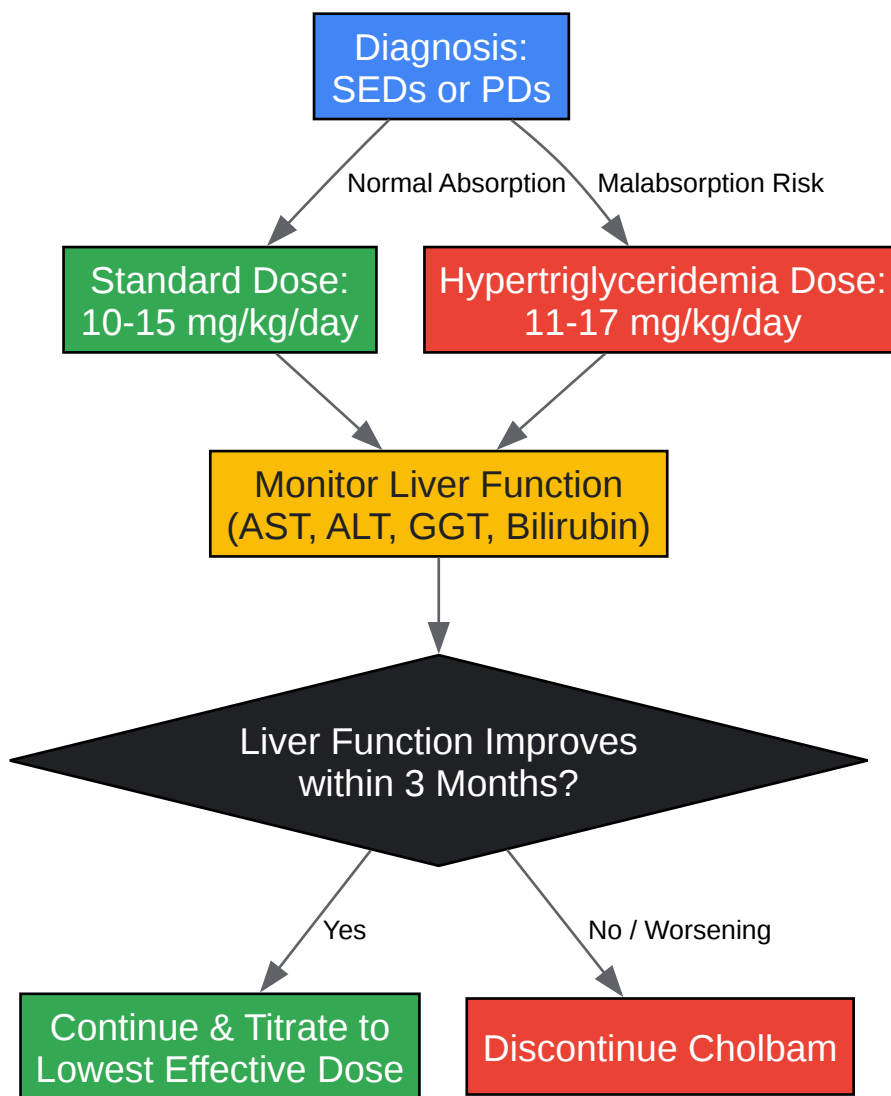 Diagnosis:
SEDs or PDs
Normal Absorption
Malabsorption Risk
Standard Dose:
10-15 mg/kg/day
Hypertriglyceridemia Dose:
11-17 mg/kg/day
Monitor Liver Function
(AST, ALT, GGT, Bilirubin)
Liver Function Improves
within 3 Months?
Yes
No / Worsening
Continue & Titrate to
Lowest Effective Dose
Discontinue Cholbam